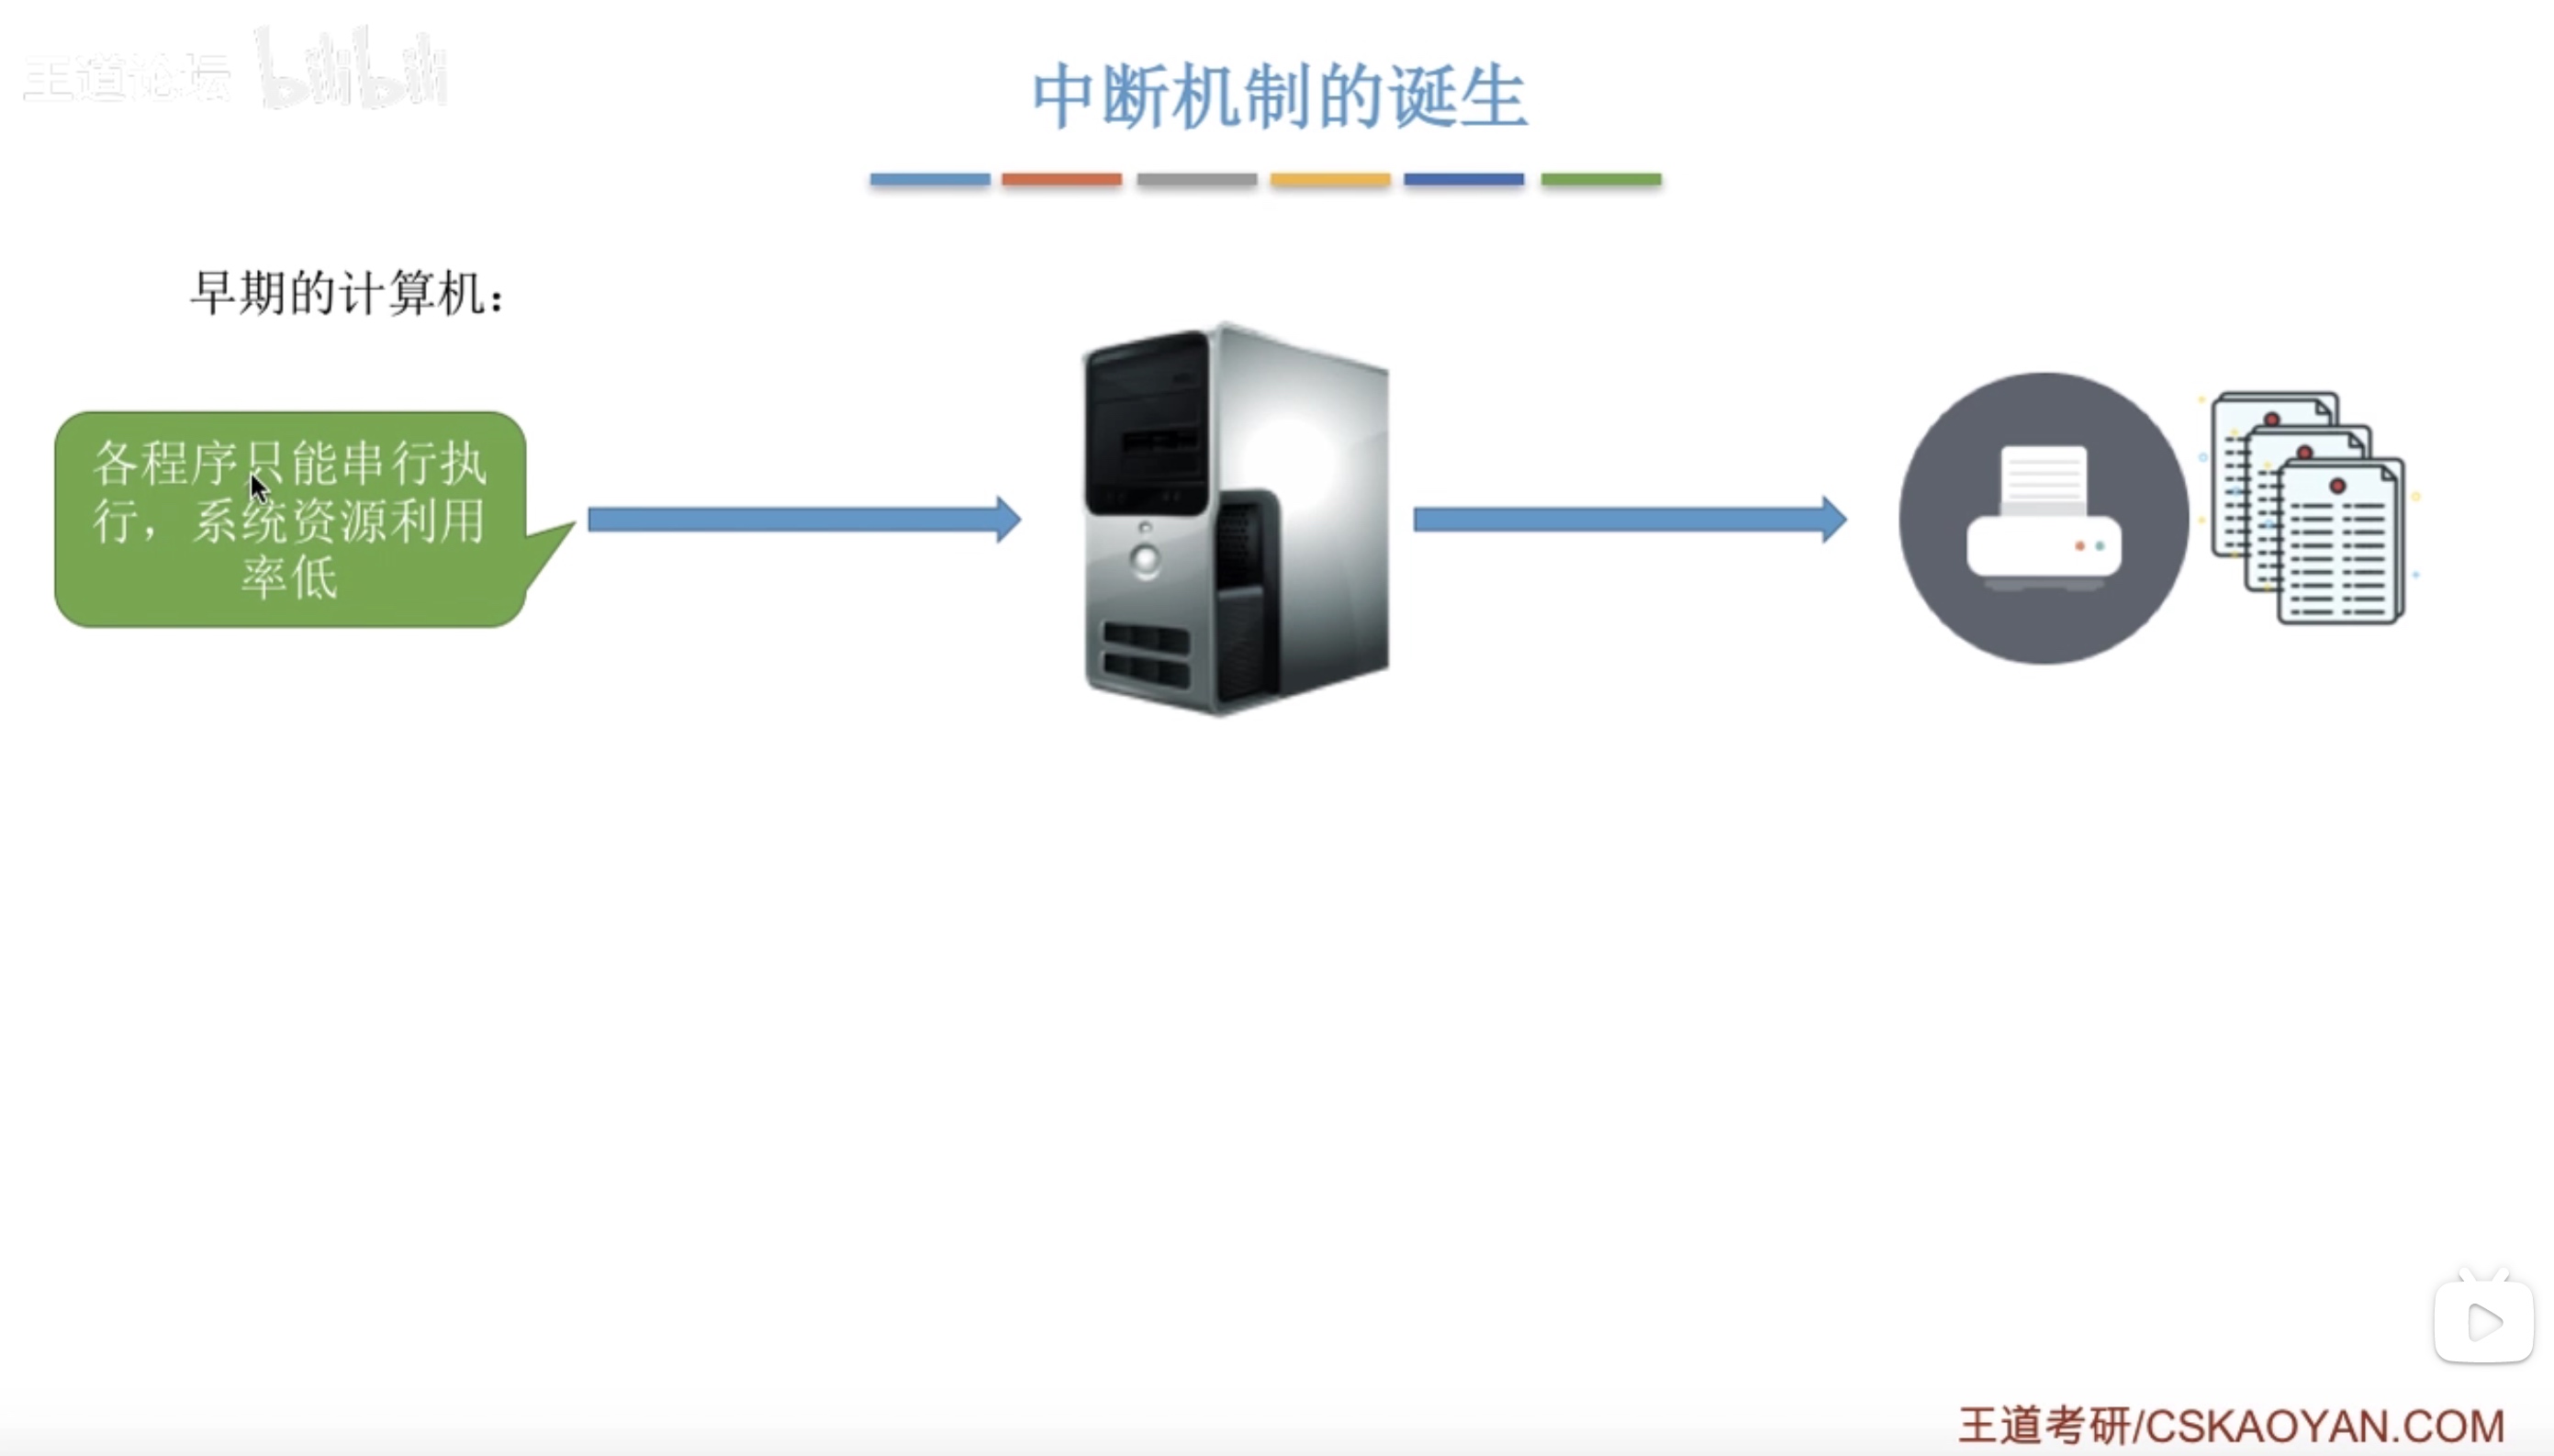 王道论坛 bilibili
中断机制的诞生
早期的计算机：
各程序只能串行执
行，系统资源利用
率低
王道考研/CSKAOYAN.COM